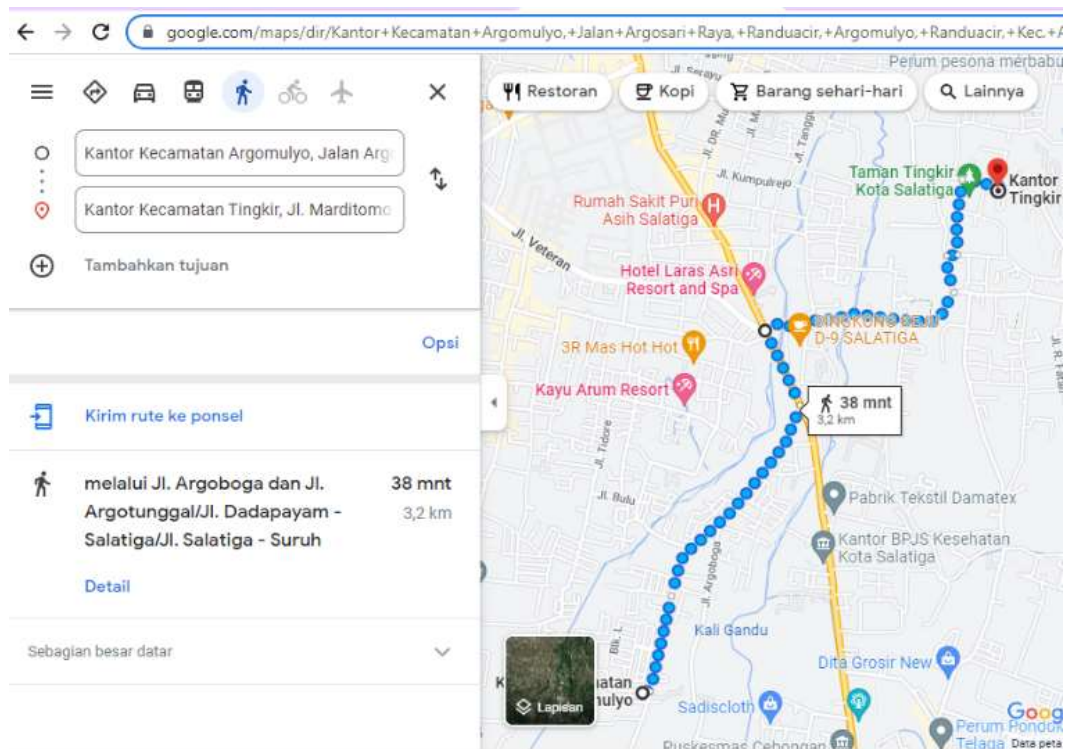 google.com/maps/dir/Kantor+Kecamatan+Argomulyo,+Jalan+Argosari+Raya,+Randuacir,+Argomulyo,+Randuacir,+Kec.+A
Kantor Kecamatan Argomulyo, Jalan Arg
Kantor Kecamatan Tingkir, Jl. Marditomo
Tambahkan tujuan
Opsi
Kirim rute ke ponsel
melalui Jl. Argoboga dan Jl. 38 mnt
Argotunggal/Jl. Dadapayam - 3,2 km
Salatiga/Jl. Salatiga - Suruh
Detail
Sebagian besar datar
Restoran
Kopi
Barang sehari-hari
Lainnya
Perum pesona merbabu
Jl. Serayu
Jl. Kumpulrejo
Taman Tingkir
Kota Salatiga
Kantor
Tingkir
Rumah Sakit Puri
Asih Salatiga
Jl. Veteran
Hotel Laras Asri
Resort and Spa
D-9 SALATIGA
3R Mas Hot Hot
Kayu Arum Resort
38 mnt
3,2 km
Jl. Tidore
Jl. Bulu
Pabrik Tekstil Damatex
Kantor BPJS Kesehatan
Kota Salatiga
Jl. Argoboga
Kali Gandu
Blk. L
Dita Grosir New
Lapisan
Sadiscloth
Puskesmas Cebongan
Perum Pondok
Telaga
Goog
Data peta